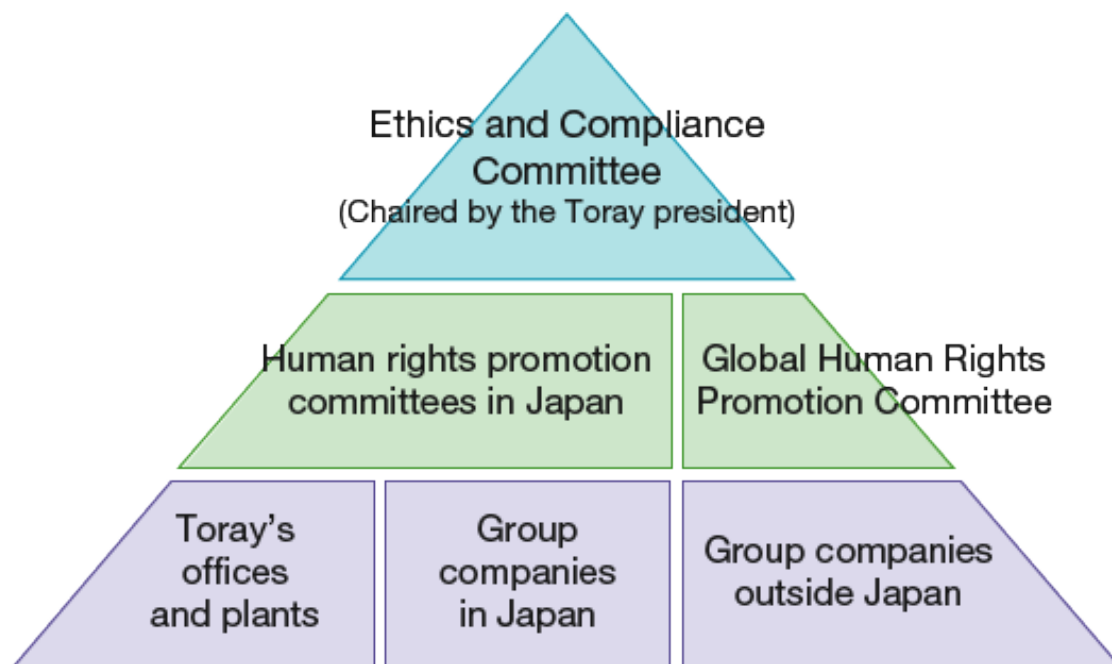 Ethics and Compliance
Committee
(Chaired by the Toray president)
Human rights promotion
committees in Japan
Global Human Rights
Promotion Committee
Toray’s
offices
and plants
Group
companies
in Japan
Group companies
outside Japan